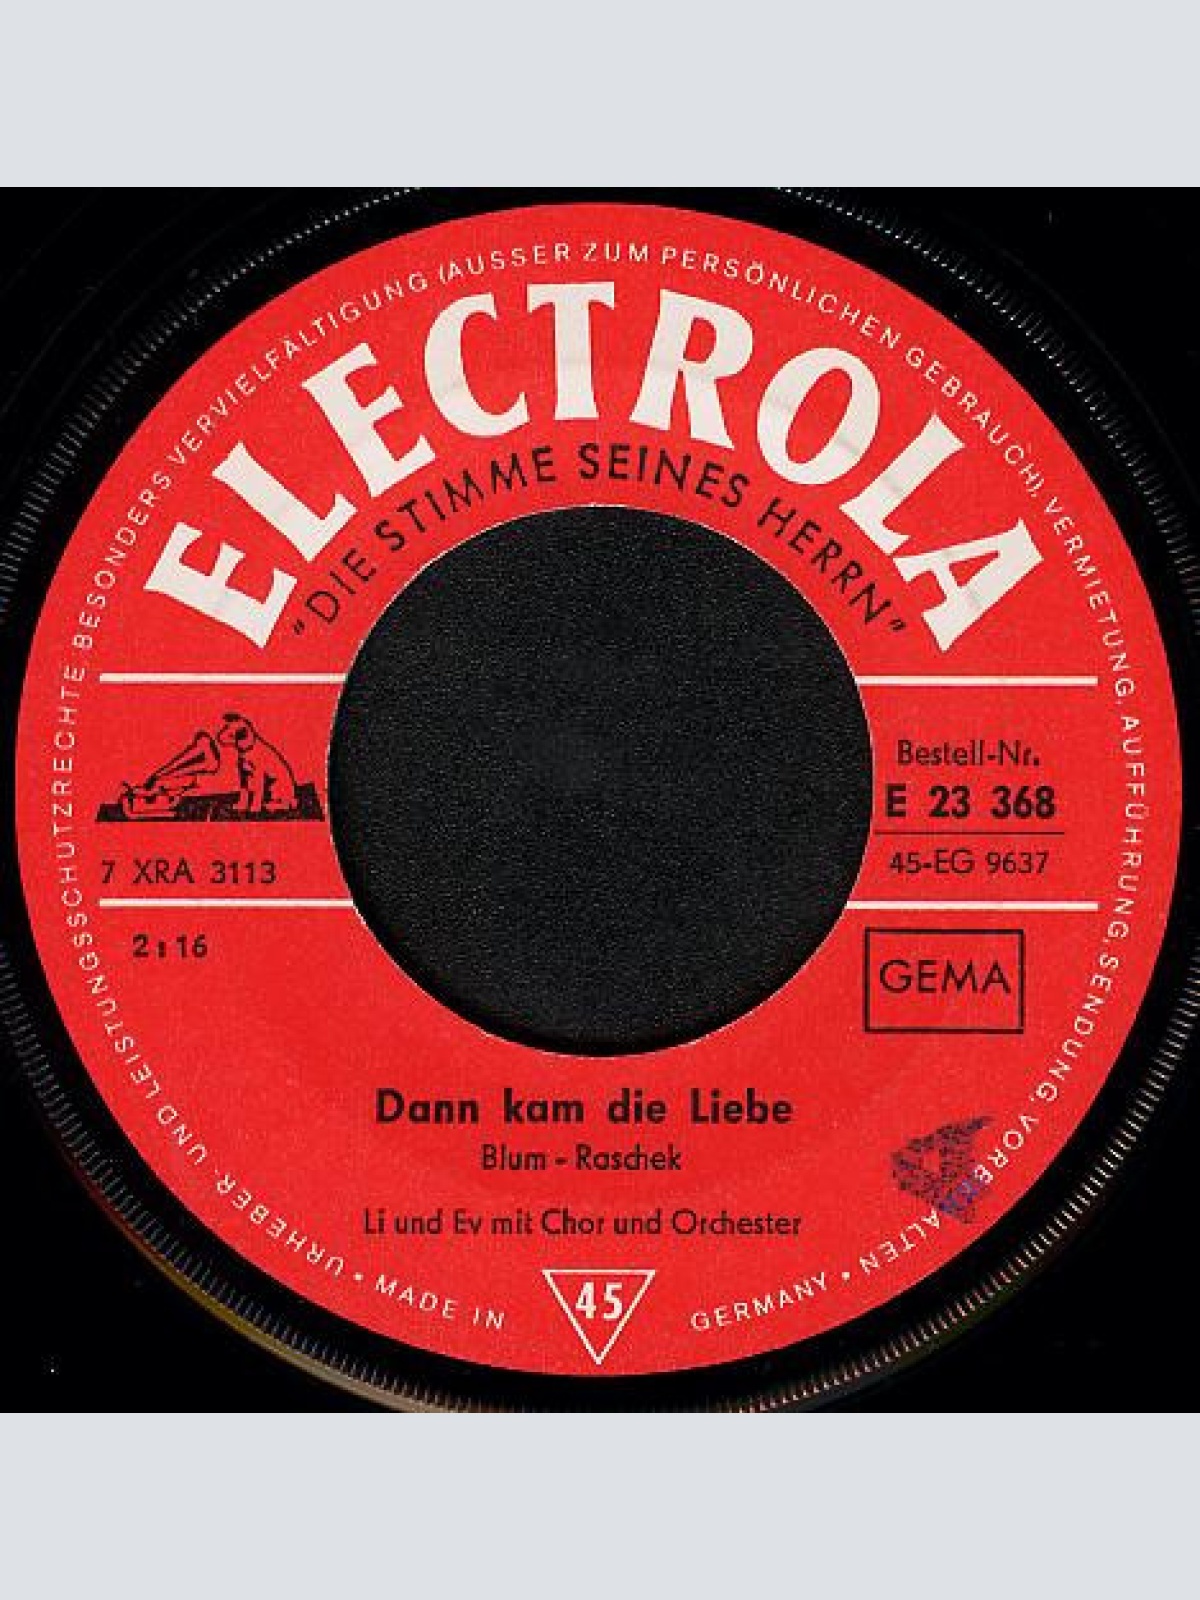 URHEBER- UND LEISTUNGSSCHUTZRECHTE BESONDERS VERVIELFÄLTIGUNG (AUSSER ZUM PERSÖNLICHEN GEBRAUCH), VERMIETUNG, AUFFÜHRUNG, SENDUNG, VORBE ALTEN
ELECTROLA
"DIE STIMME SEINES HERRN"
Bestell-Nr.
E 23 368
7 XRA 3113
45-EG 9637
2:16
GEMA
Dann kam die Liebe
Blum - Raschek
Li und Ev mit Chor und Orchester
• MADE IN
45
GERMANY •